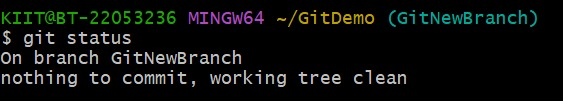 KIIT@BT-22053236 MINGW64 ~/GitDemo (GitNewBranch)
$ git status
On branch GitNewBranch
nothing to commit, working tree clean